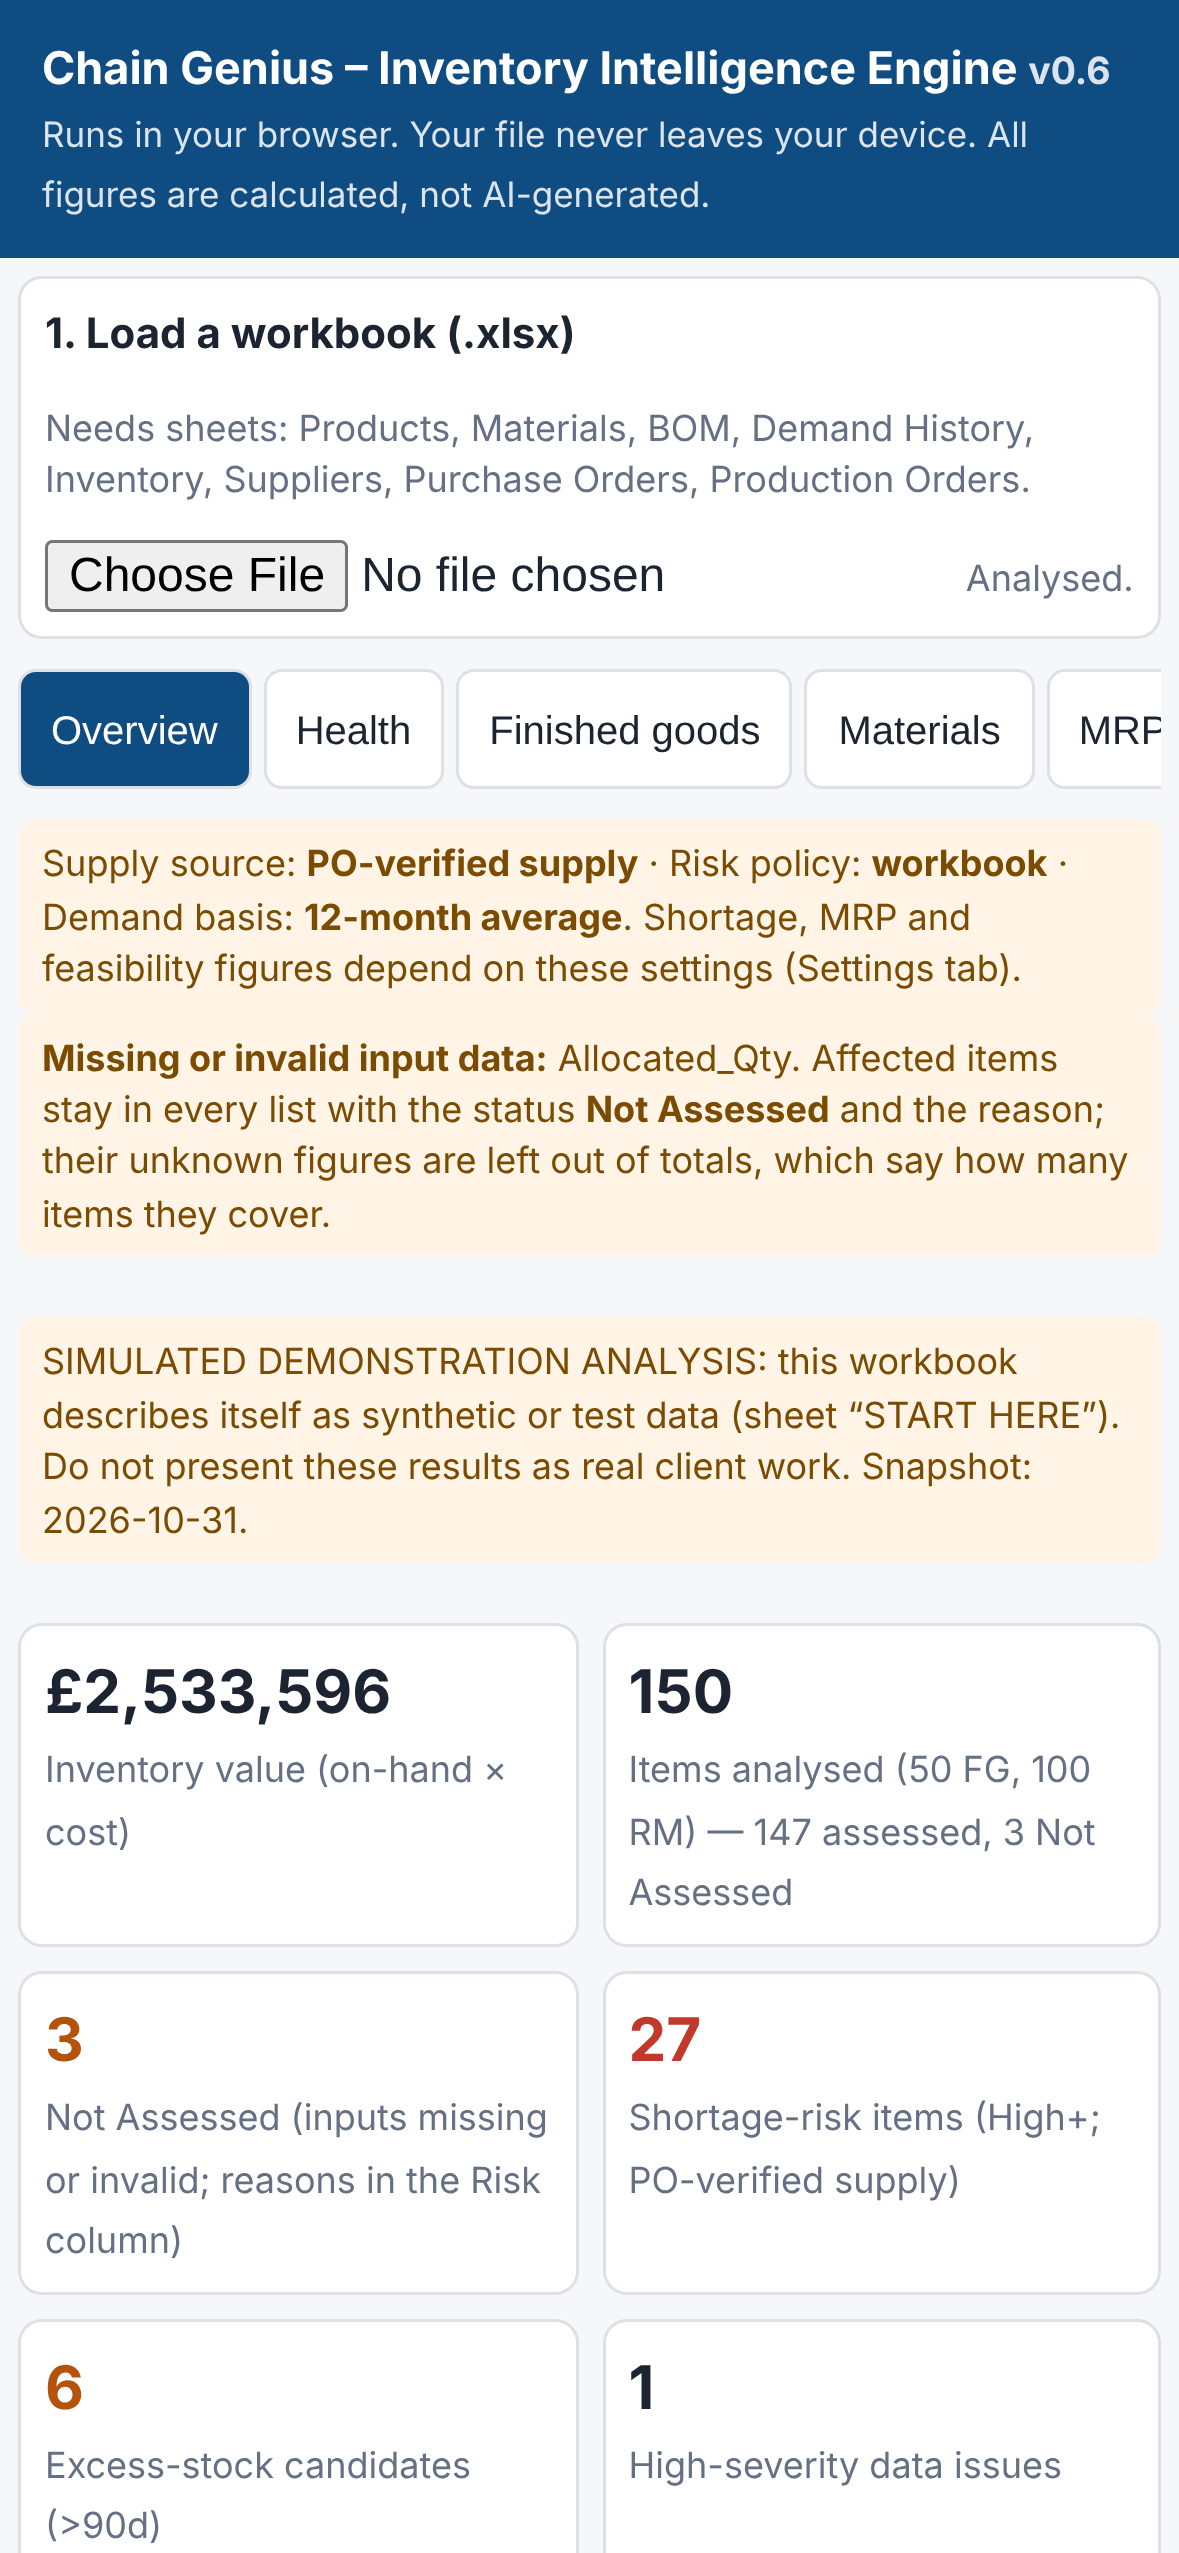 Chain Genius – Inventory Intelligence Engine v0.6
Runs in your browser. Your file never leaves your device. All
figures are calculated, not AI-generated.
1. Load a workbook (.xlsx)
Needs sheets: Products, Materials, BOM, Demand History,
Inventory, Suppliers, Purchase Orders, Production Orders.
Choose File No file chosen Analysed.
Overview Health Finished goods Materials MRP
Supply source: PO-verified supply · Risk policy: workbook ·
Demand basis: 12-month average. Shortage, MRP and
feasibility figures depend on these settings (Settings tab).
Missing or invalid input data: Allocated_Qty. Affected items
stay in every list with the status Not Assessed and the reason;
their unknown figures are left out of totals, which say how many
items they cover.
SIMULATED DEMONSTRATION ANALYSIS: this workbook
describes itself as synthetic or test data (sheet “START HERE”).
Do not present these results as real client work. Snapshot:
2026-10-31.
£2,533,596
Inventory value (on-hand ×
cost)
150
Items analysed (50 FG, 100
RM) — 147 assessed, 3 Not
Assessed
3
Not Assessed (inputs missing
or invalid; reasons in the Risk
column)
27
Shortage-risk items (High+;
PO-verified supply)
6
Excess-stock candidates
(>90d)
1
High-severity data issues